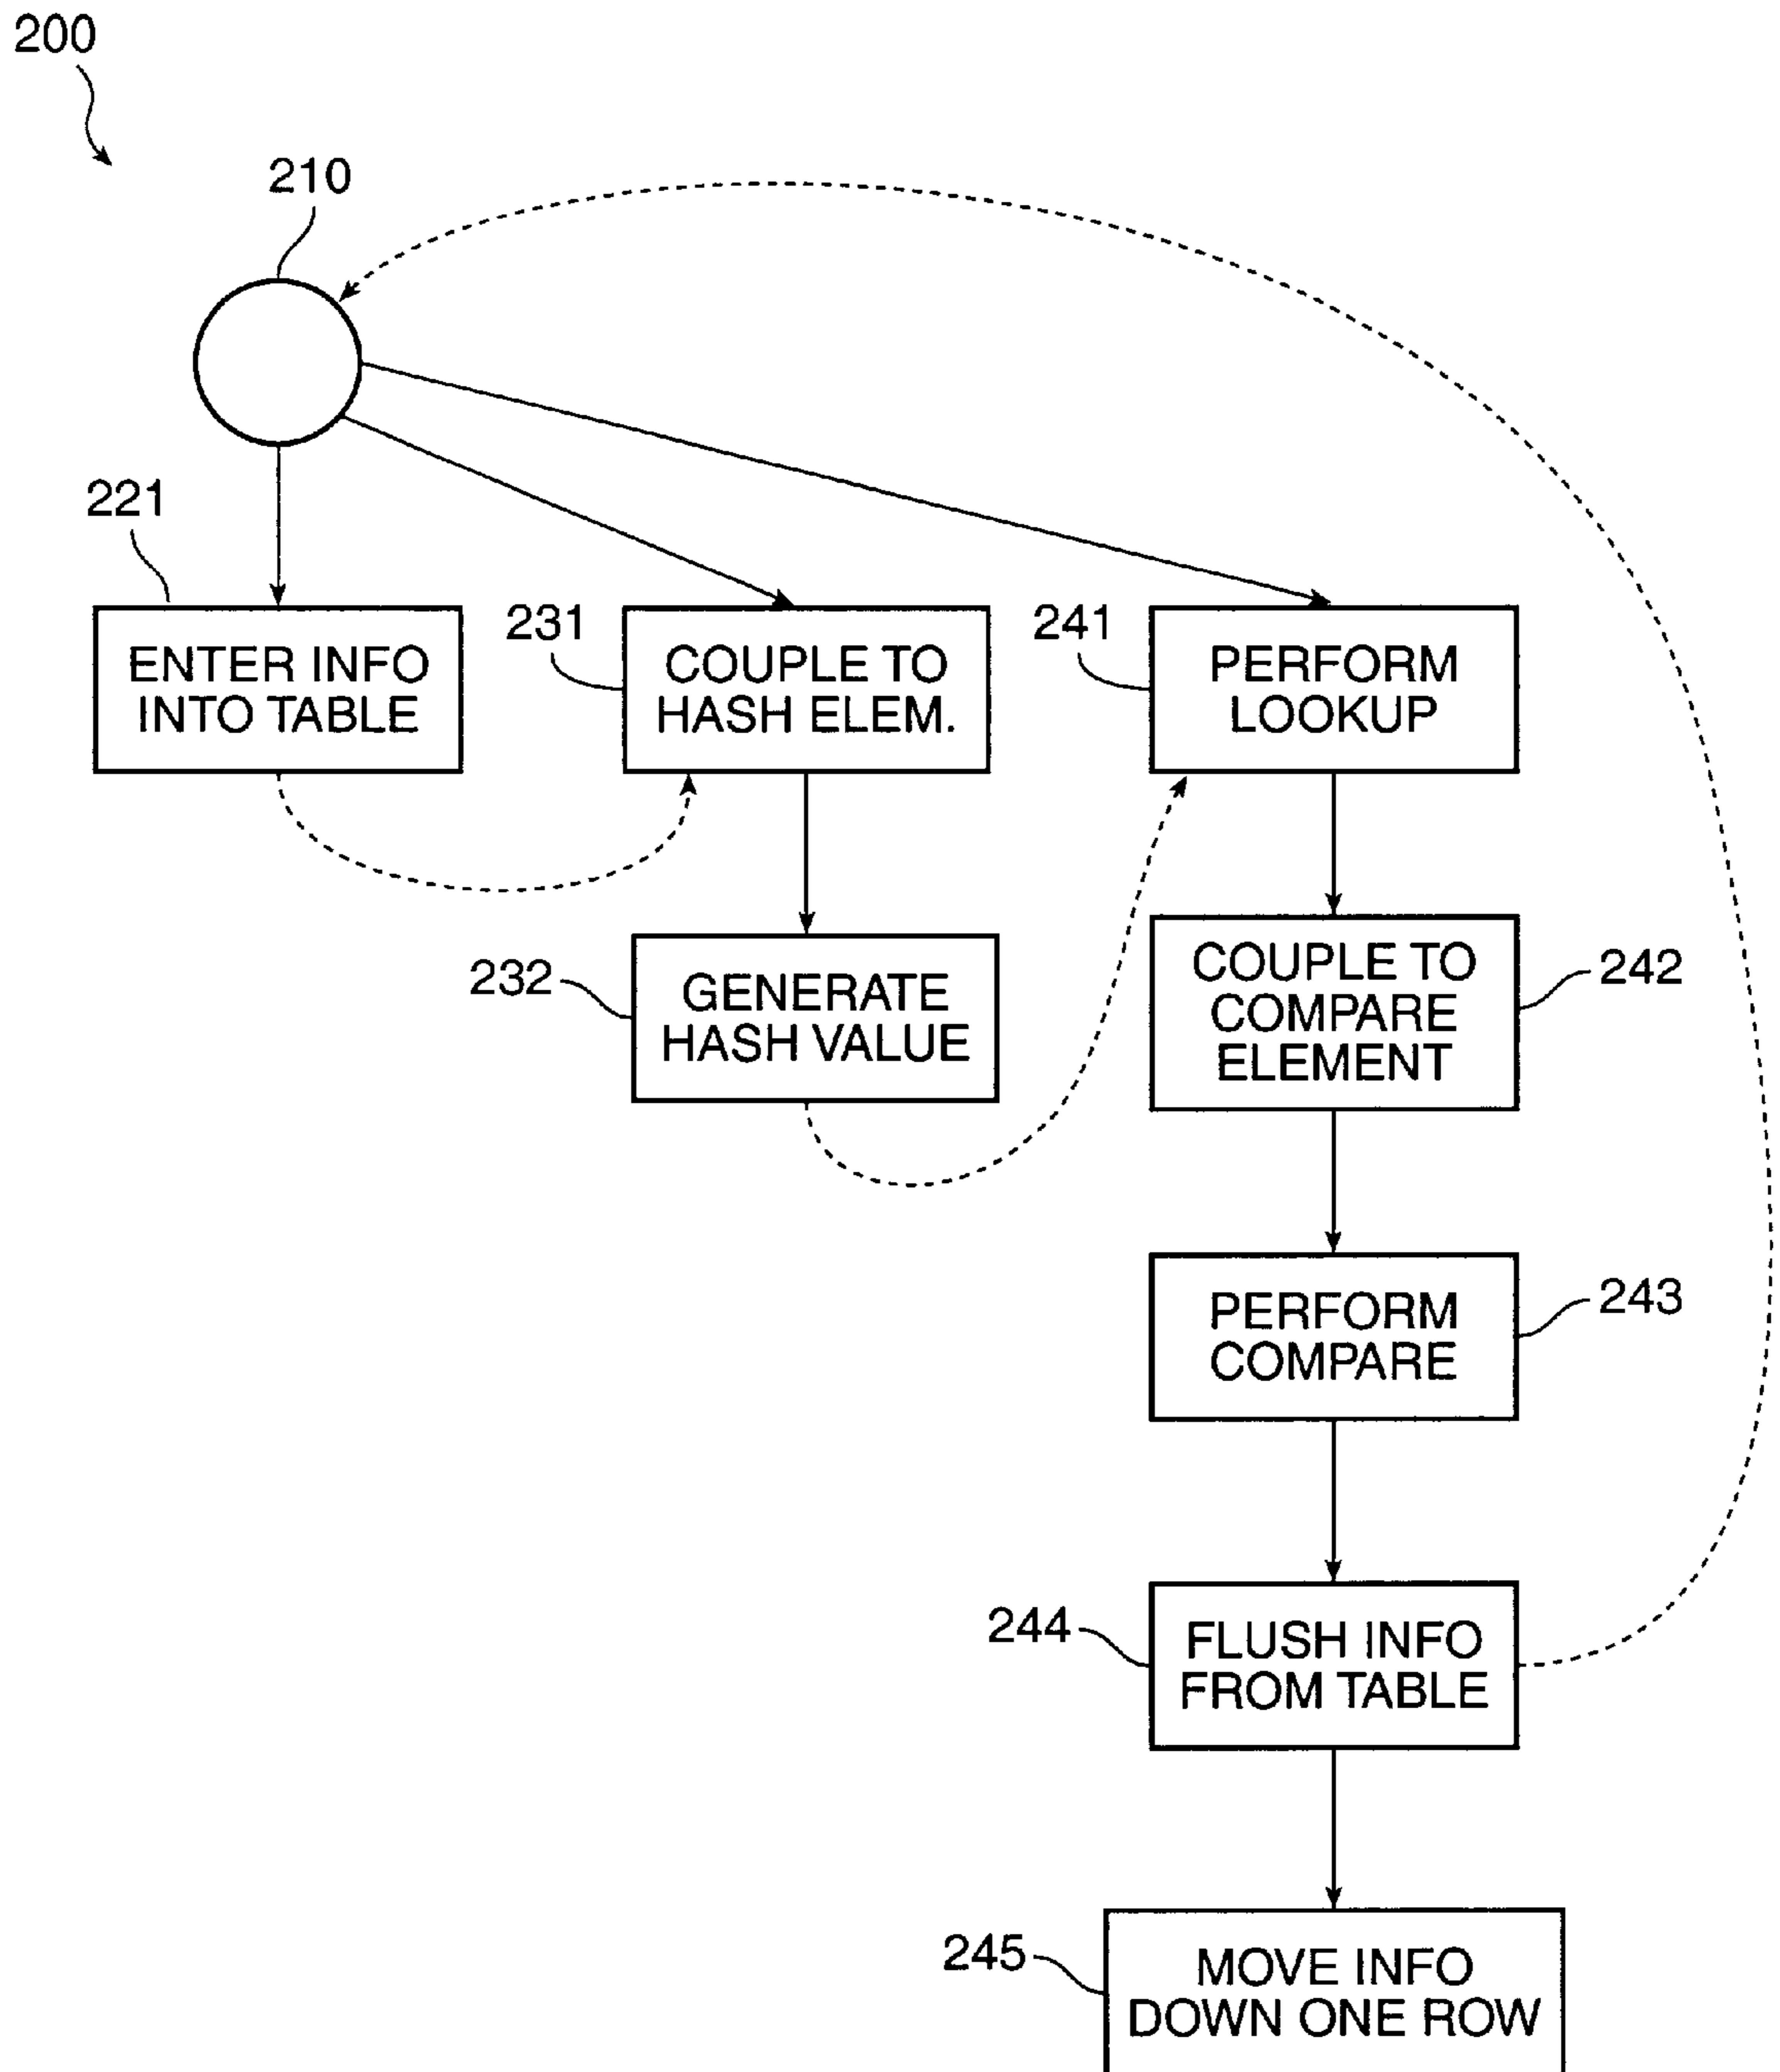 200
210
221
ENTER INFO
INTO TABLE
231
COUPLE TO
HASH ELEM.
241
PERFORM
LOOKUP
232
GENERATE
HASH VALUE
COUPLE TO
COMPARE
ELEMENT
242
PERFORM
COMPARE
243
244
FLUSH INFO
FROM TABLE
245
MOVE INFO
DOWN ONE ROW